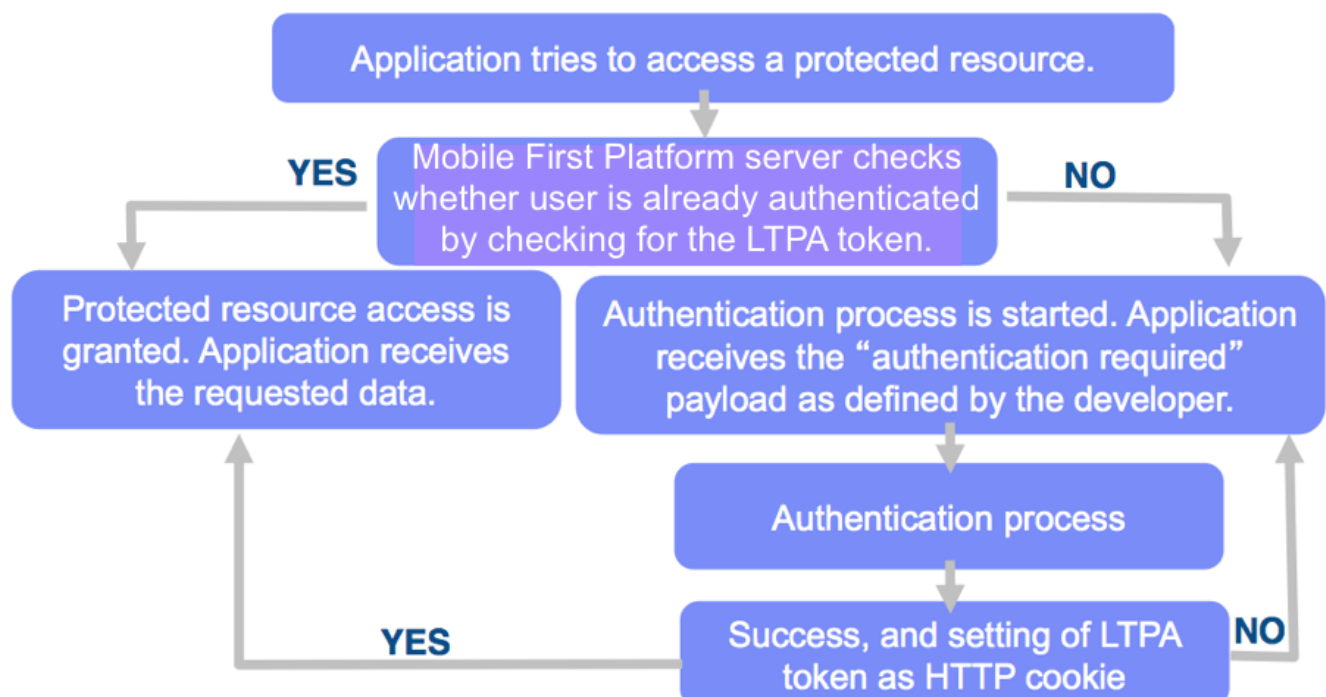 Application tries to access a protected resource.
YES
Mobile First Platform server checks
whether user is already authenticated
by checking for the LTPA token.
NO
Protected resource access is
granted. Application receives
the requested data.
Authentication process is started. Application
receives the “authentication required”
payload as defined by the developer.
Authentication process
YES
Success, and setting of LTPA
token as HTTP cookie
NO